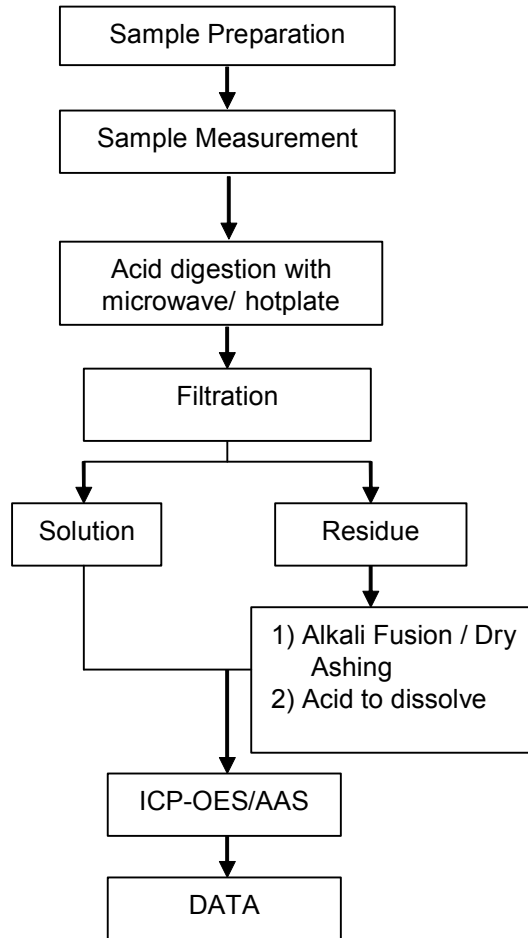 Sample Preparation
Sample Measurement
Acid digestion with
microwave/ hotplate
Filtration
Solution
Residue
1) Alkali Fusion / Dry
Ashing
2) Acid to dissolve
ICP-OES/AAS
DATA